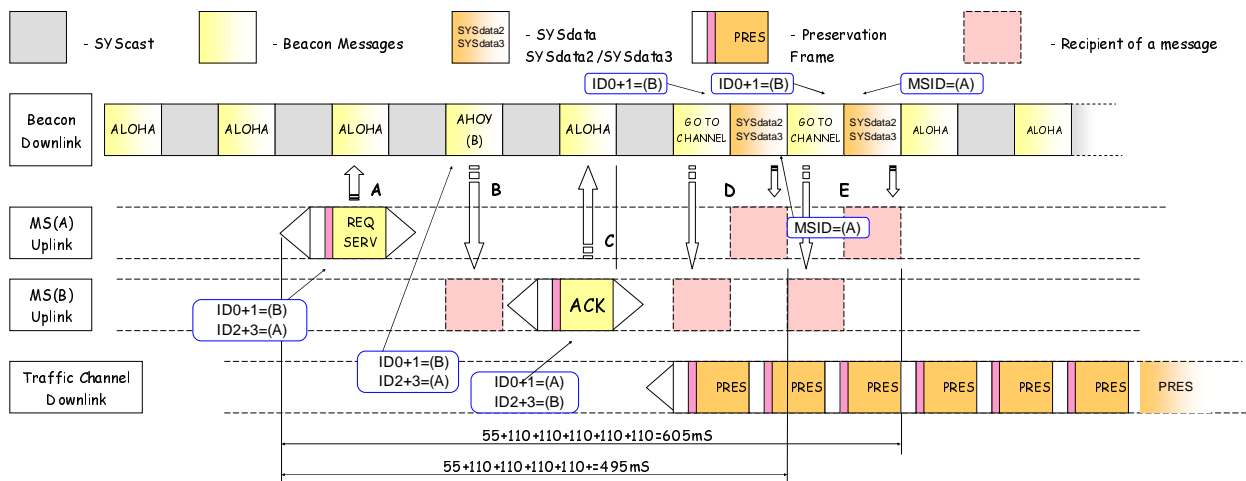 - SYScast
- Beacon Messages
SYSdata2
SYSdata3
- SYSdata
SYSdata2/SYSdata3
PRES
- Preservation
Frame
- Recipient of a message
ID0+1=(B)
ID0+1=(B)
MSID=(A)
Beacon
Downlink
ALOHA
ALOHA
ALOHA
AHOY
(B)
ALOHA
GO TO
CHANNEL
SYSdata2
SYSdata3
GO TO
CHANNEL
SYSdata2
SYSdata3
ALOHA
ALOHA
A
B
C
D
E
MS(A)
Uplink
REQ
SERV
MSID=(A)
MS(B)
Uplink
ACK
ID0+1=(B)
ID2+3=(A)
ID0+1=(B)
ID2+3=(A)
ID0+1=(A)
ID2+3=(B)
Traffic Channel
Downlink
PRES
PRES
PRES
PRES
PRES
PRES
PRES
55+110+110+110+110+110=605mS
55+110+110+110+110+=495mS